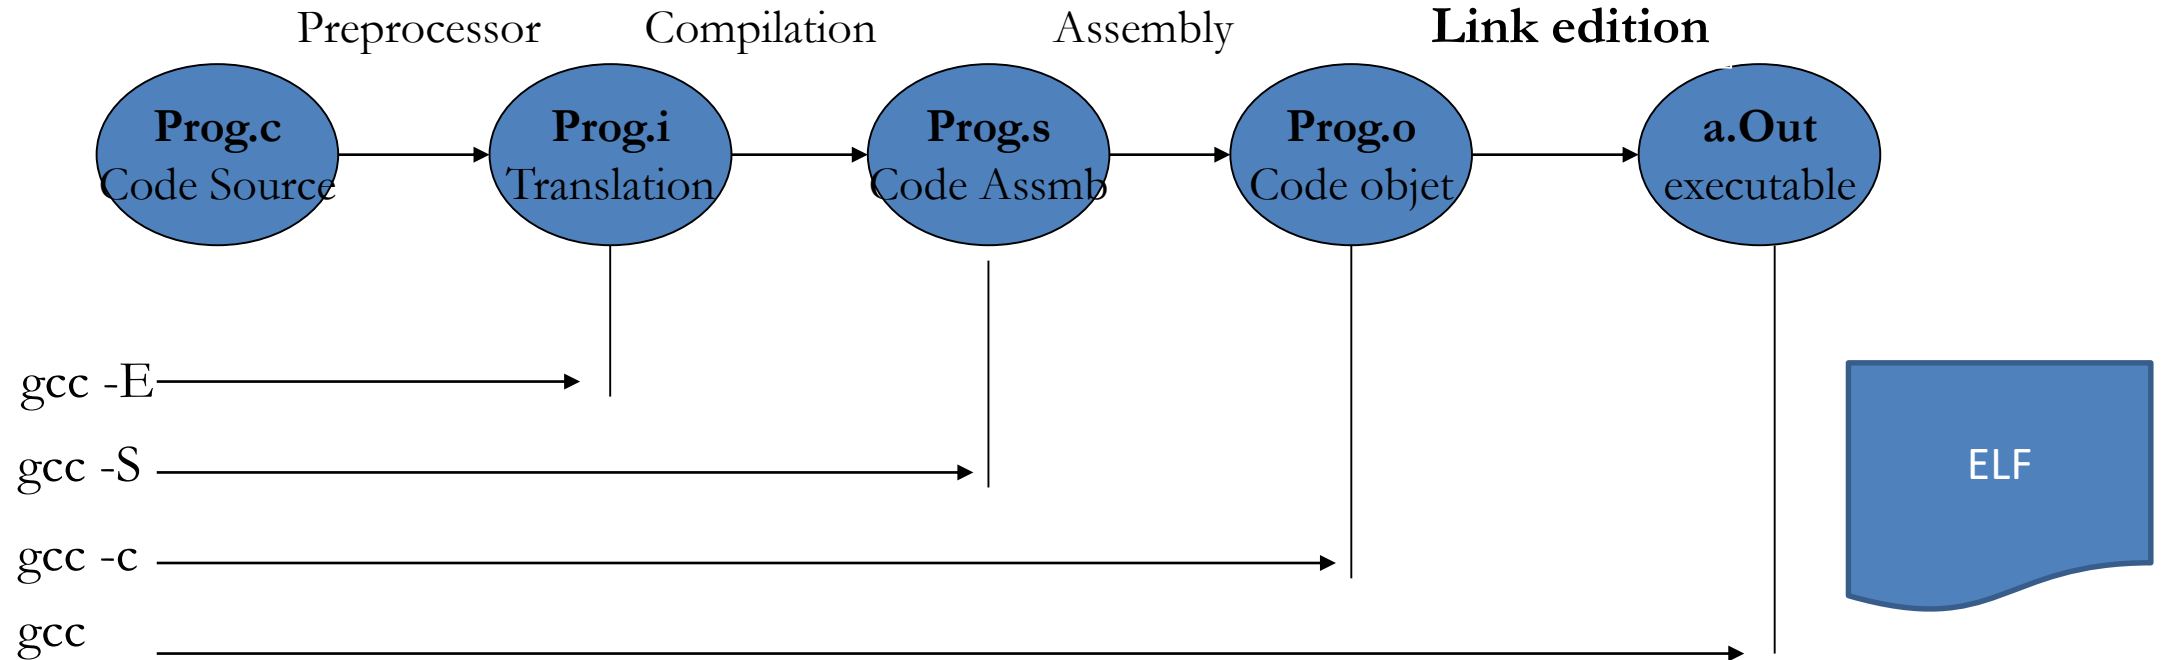 Preprocessor
Compilation
Assembly
Link edition
Prog.c
Code Source
Prog.i
Translation
Prog.s
Code Assmb
Prog.o
Code objet
a.Out
executable
gcc -E
gcc -S
gcc -c
gcc
ELF